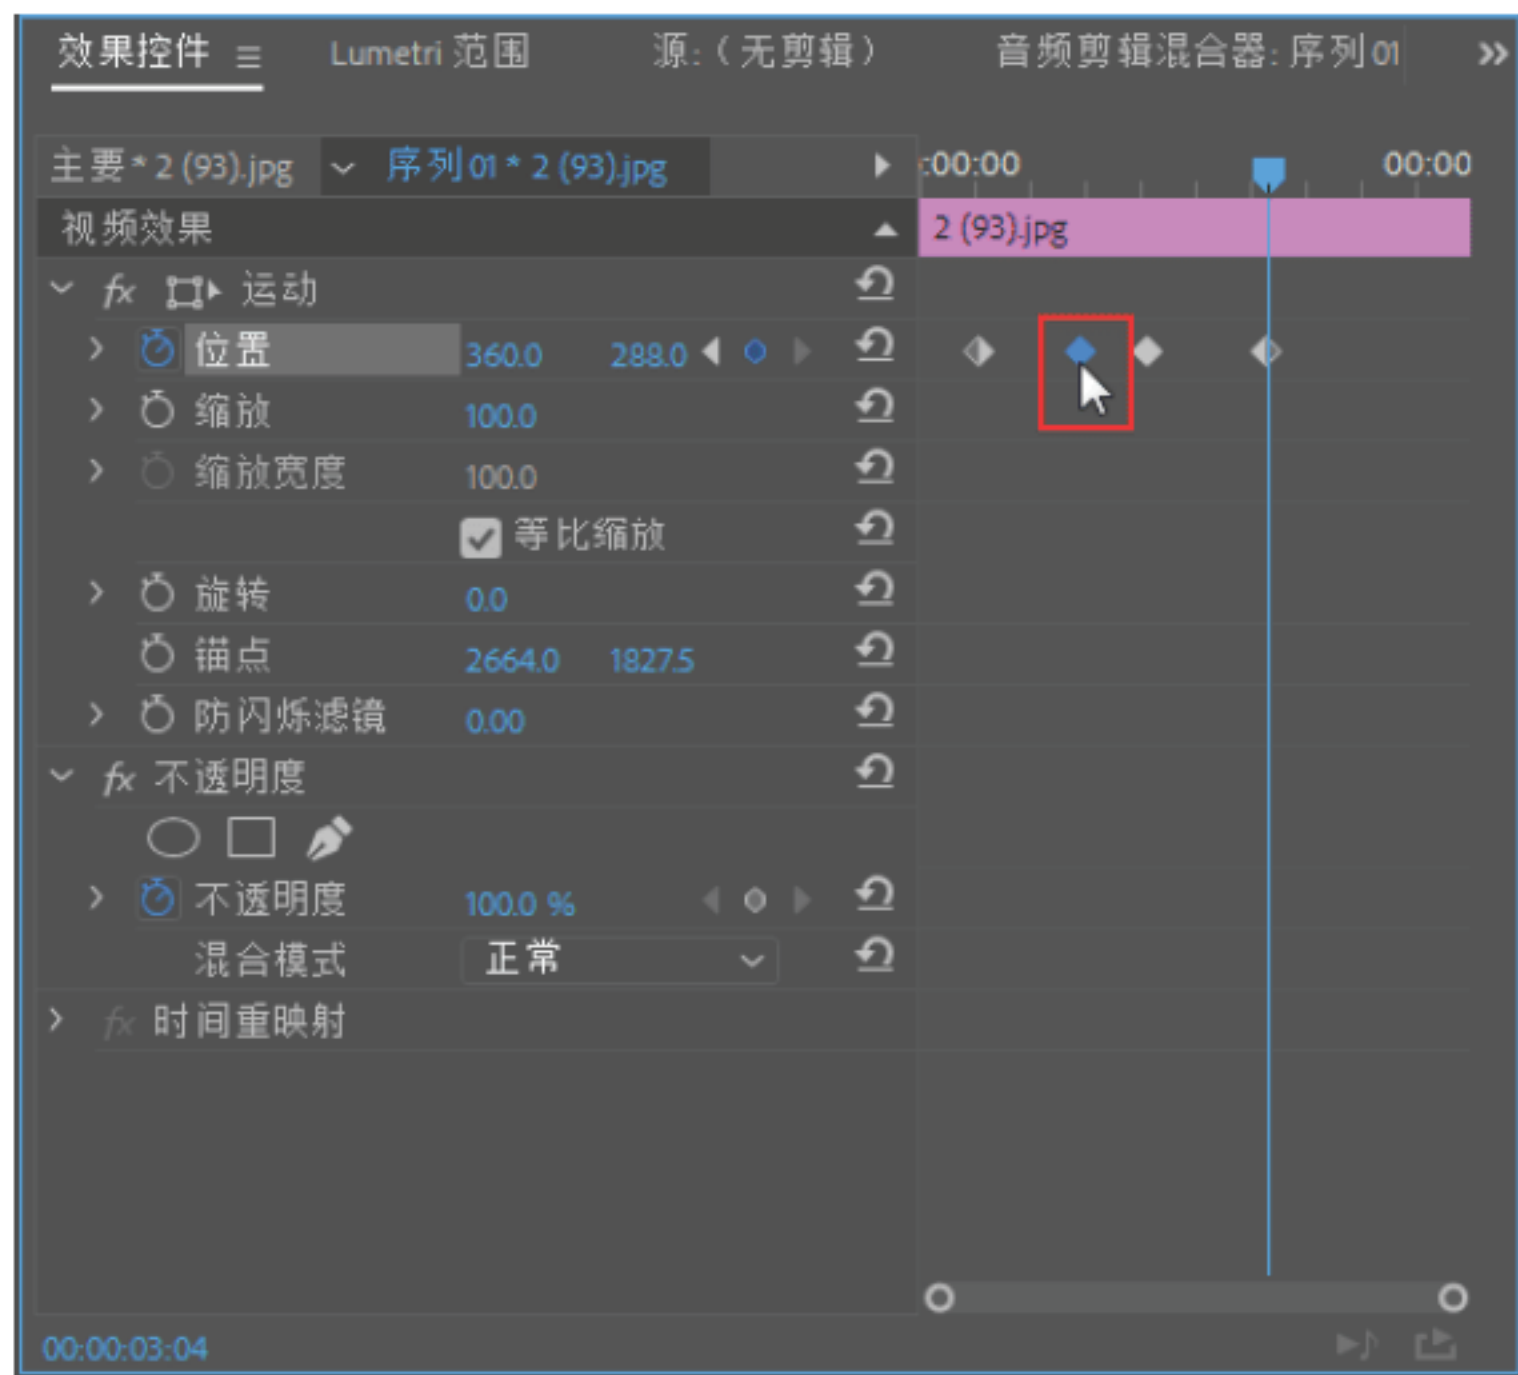 效果控件 Lumetri 范围 源:（无剪辑） 音频剪辑混合器: 序列 01
主要 * 2 (93).jpg 序列 01 * 2 (93).jpg :00:00 00:00
视频效果 2 (93).jpg
fx 运动
位置 360.0 288.0
缩放 100.0
缩放宽度 100.0
等比缩放
旋转 0.0
锚点 2664.0 1827.5
防闪烁滤镜 0.00
fx 不透明度
不透明度 100.0 %
混合模式 正常
fx 时间重映射
00:00:03:04